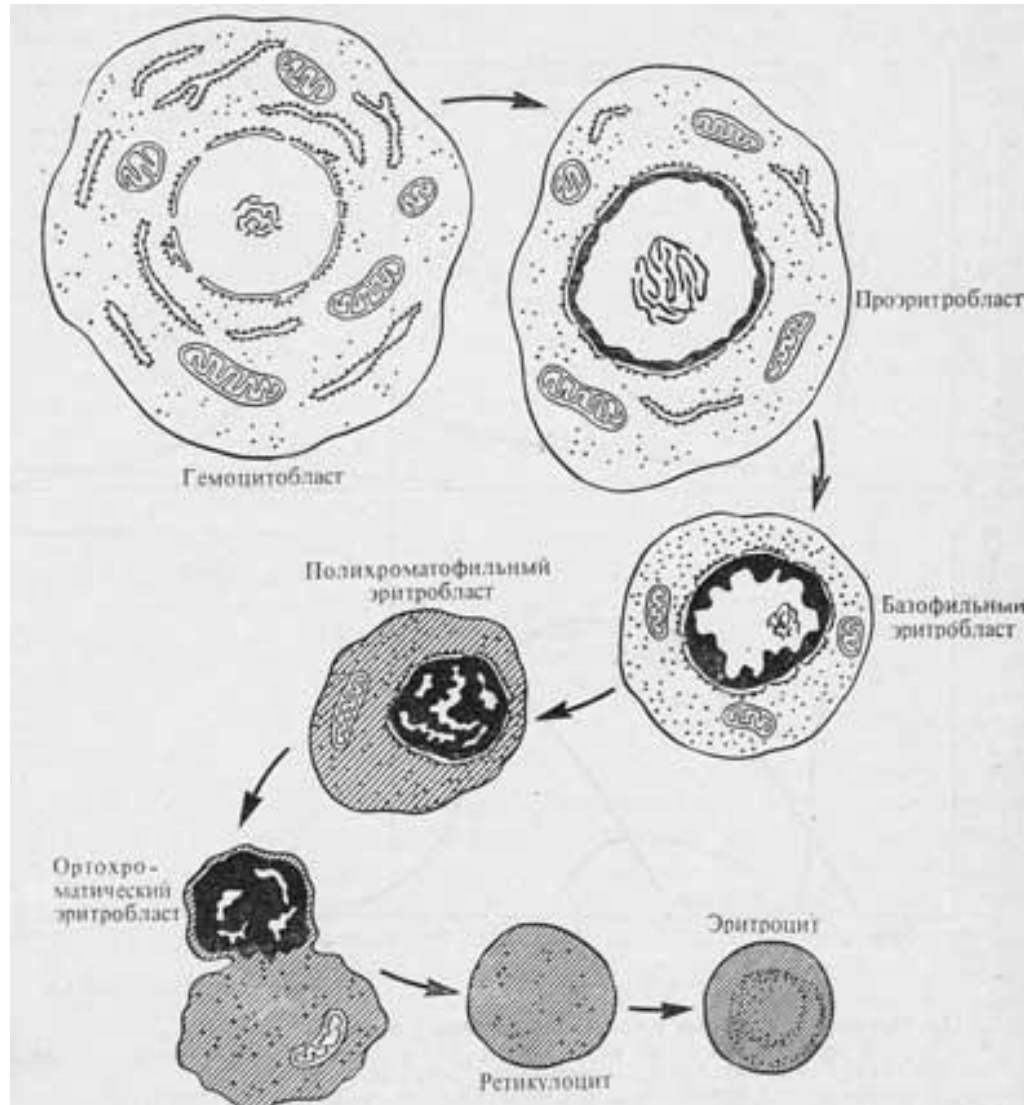 Гемоцитобласт
Проэритробласт
Базофильный
эритробласт
Полихроматофильный
эритробласт
Ортохро-
матический
эритробласт
Ретикулоцит
Эритроцит